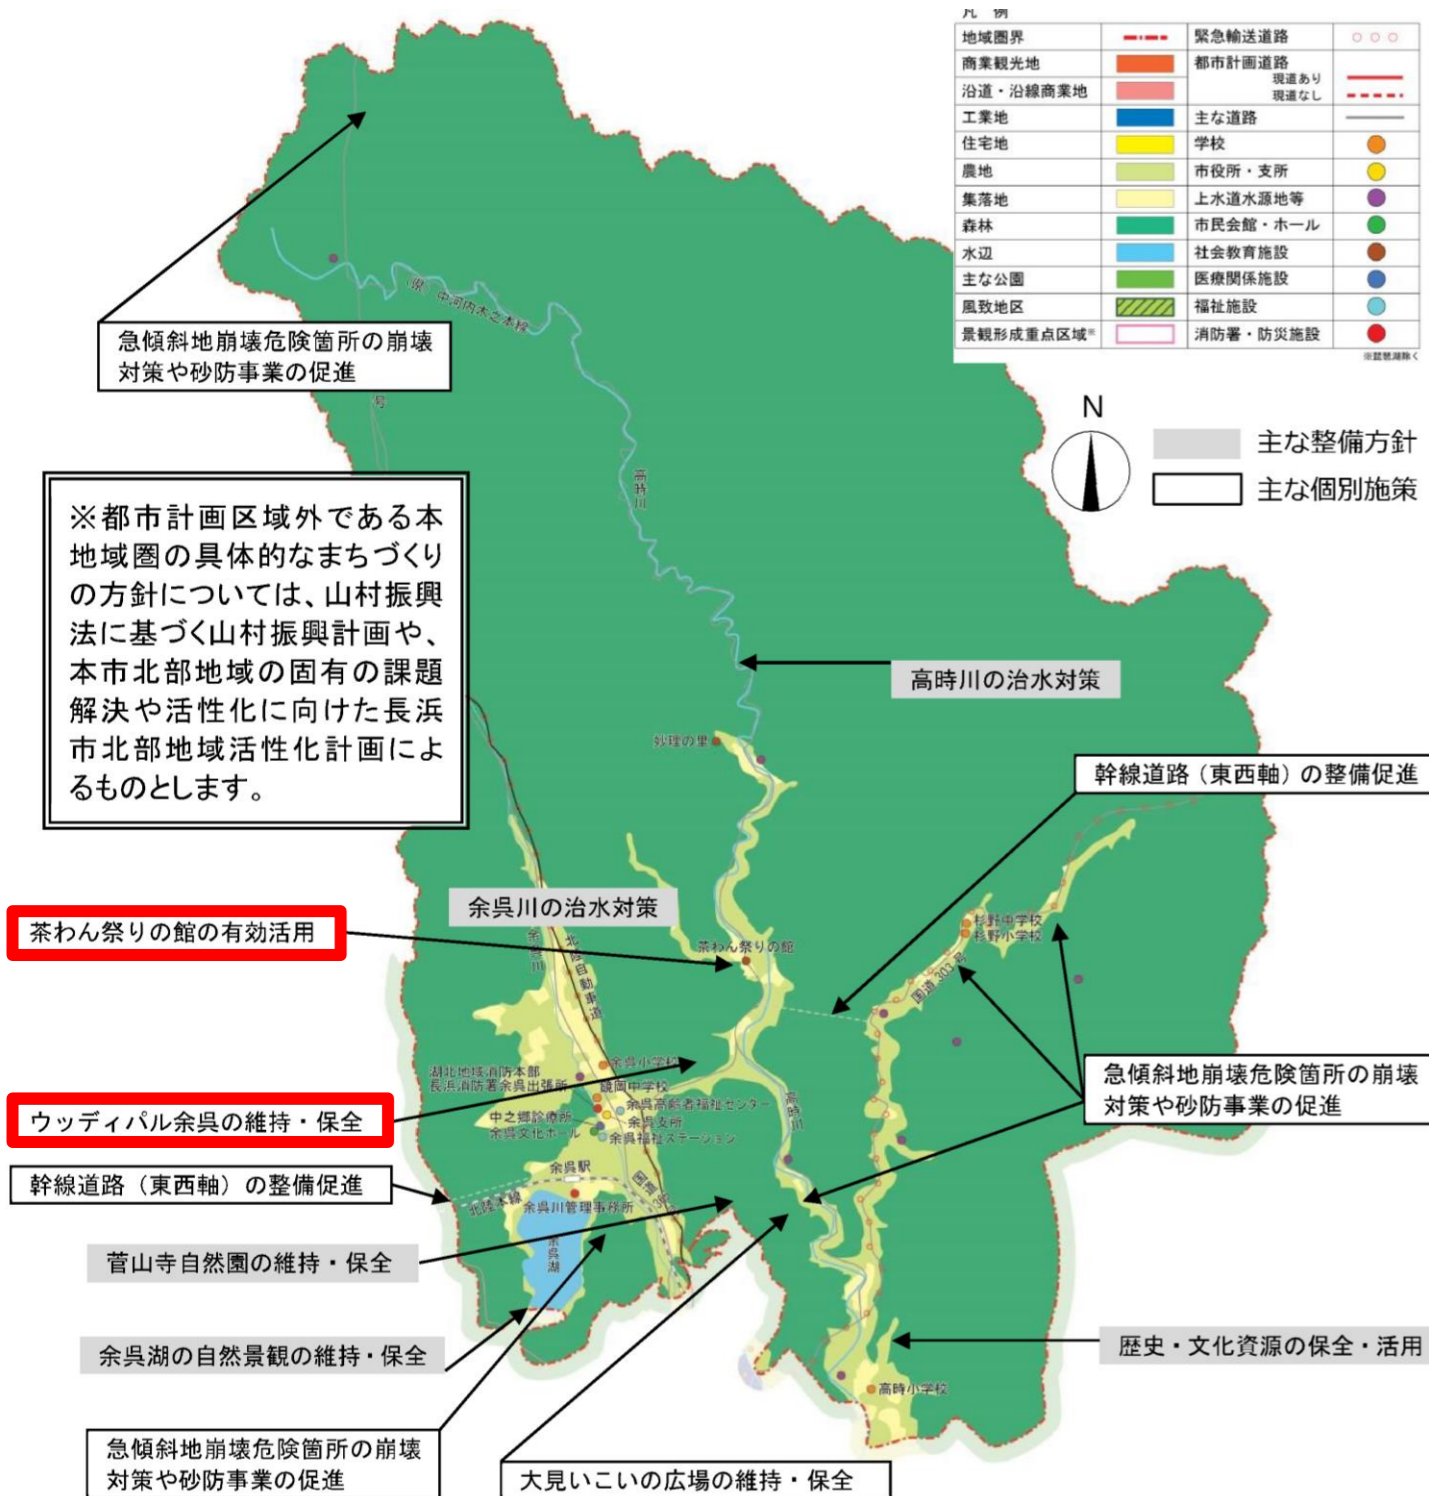 凡 例
地域圏界
緊急輸送道路
商業観光地
都市計画道路
現道あり
沿道・沿線商業地
現道なし
工業地
主な道路
住宅地
学校
農地
市役所・支所
集落地
上水道水源地等
森林
市民会館・ホール
水辺
社会教育施設
主な公園
医療関係施設
風致地区
福祉施設
景観形成重点区域※
消防署・防災施設
※琵琶湖除く
N
主な整備方針
主な個別施策
(県) 中河内木之本線
急傾斜地崩壊危険箇所の崩壊
対策や砂防事業の促進
号
高時川
※都市計画区域外である本
地域圏の具体的なまちづくり
の方針については、山村振興
法に基づく山村振興計画や、
本市北部地域の固有の課題
解決や活性化に向けた長浜
市北部地域活性化計画によ
るものとします。
高時川の治水対策
妙理の里
幹線道路（東西軸）の整備促進
余呉川の治水対策
茶わん祭りの館の有効活用
余呉川
北陸自動車道
茶わん祭りの館
杉野中学校
杉野小学校
国道 303 号
余呉小学校
湖北地域消防本部
長浜消防署余呉出張所
鏡岡中学校
余呉高齢者福祉センター
中之郷診療所
余呉支所
余呉文化ホール
余呉福祉ステーション
高時川
急傾斜地崩壊危険箇所の崩壊
対策や砂防事業の促進
ウッディパル余呉の維持・保全
幹線道路（東西軸）の整備促進
余呉駅
北陸本線
余呉川管理事務所
国道
余呉湖
菅山寺自然園の維持・保全
余呉湖の自然景観の維持・保全
歴史・文化資源の保全・活用
高時小学校
急傾斜地崩壊危険箇所の崩壊
対策や砂防事業の促進
大見いこいの広場の維持・保全